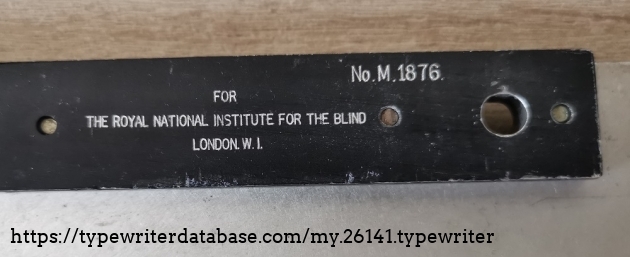 No. M. 1876.
FOR
THE ROYAL NATIONAL INSTITUTE FOR THE BLIND
LONDON. W. I.
https://typewriterdatabase.com/my.26141.typewriter